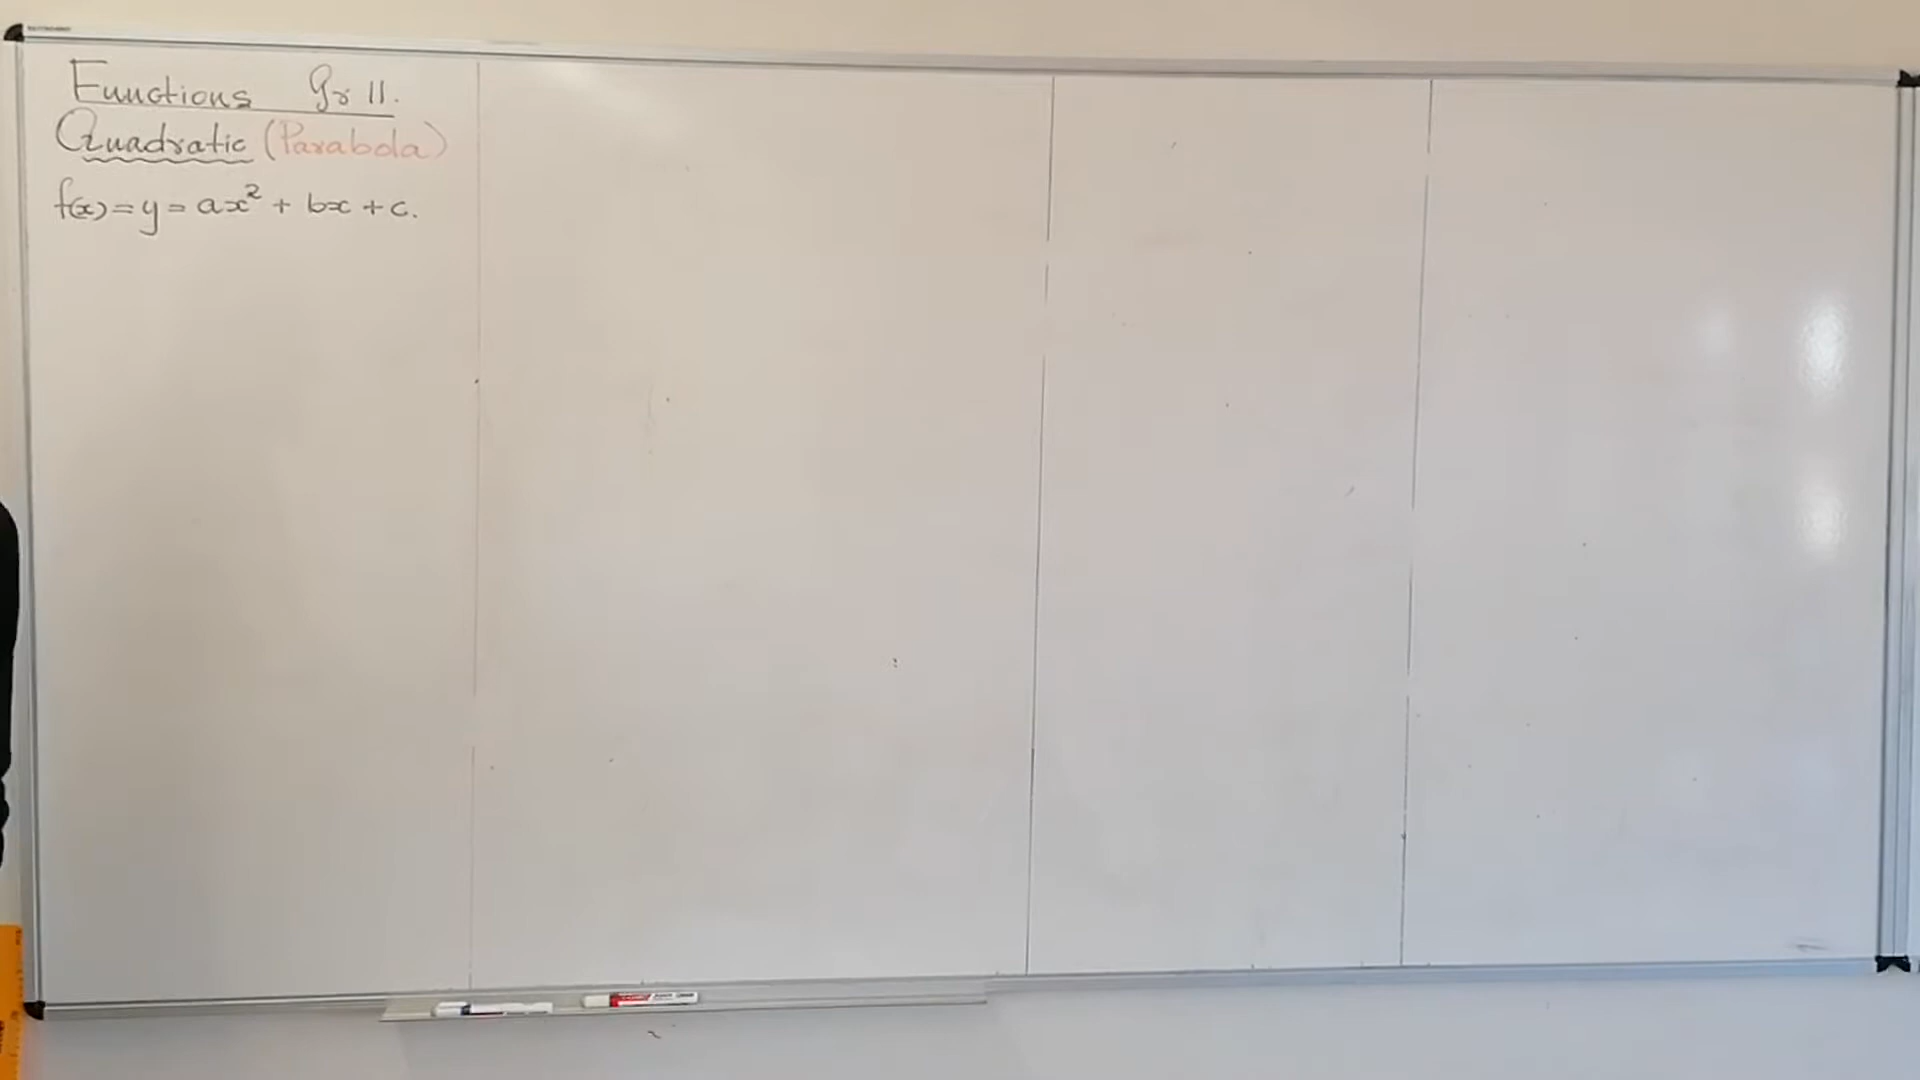 Functions Gr 11.
Quadratic (Parabola)
f(x) = y = ax² + bx + c.